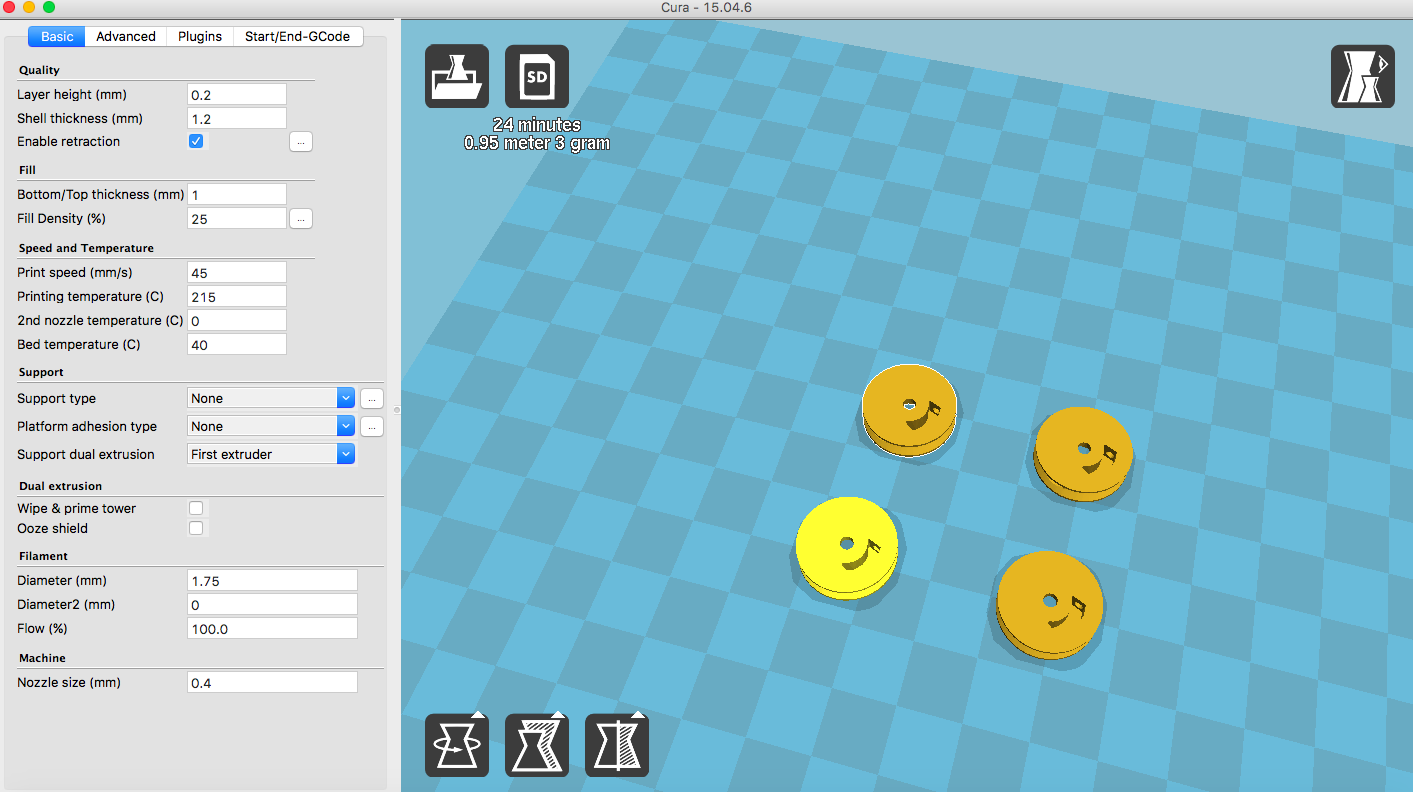 Cura - 15.04.6
Basic Advanced Plugins Start/End-GCode
Quality
Layer height (mm) 0.2
Shell thickness (mm) 1.2
Enable retraction ...
Fill
Bottom/Top thickness (mm) 1
Fill Density (%) 25 ...
Speed and Temperature
Print speed (mm/s) 45
Printing temperature (C) 215
2nd nozzle temperature (C) 0
Bed temperature (C) 40
Support
Support type None ...
Platform adhesion type None ...
Support dual extrusion First extruder
Dual extrusion
Wipe & prime tower
Ooze shield
Filament
Diameter (mm) 1.75
Diameter2 (mm) 0
Flow (%) 100.0
Machine
Nozzle size (mm) 0.4
SD
24 minutes
0.95 meter 3 gram